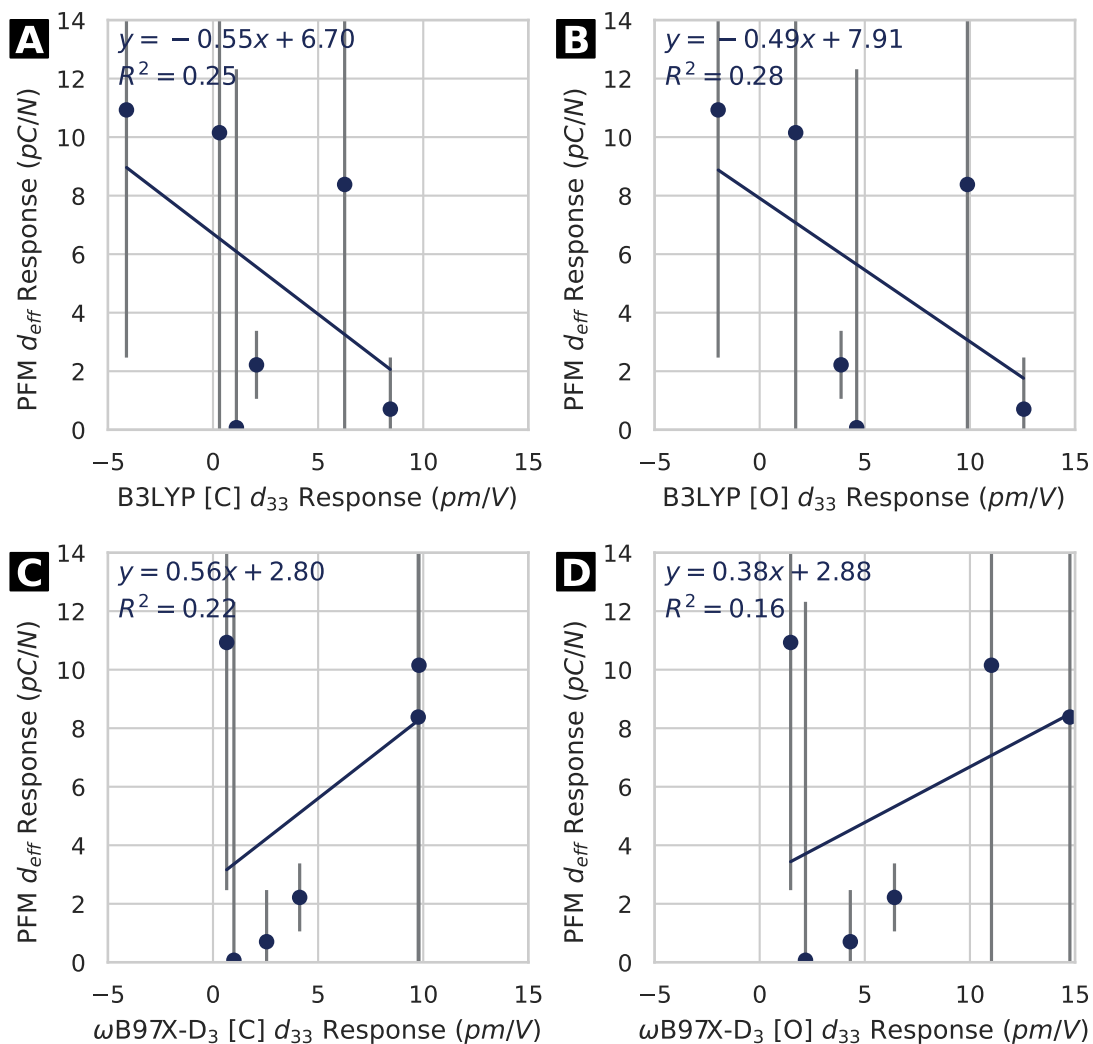 A
y = − 0.55x + 6.70
R² = 0.25
14
12
10
8
6
4
2
0
PFM d_eff Response (pC/N)
−5 0 5 10 15
B3LYP [C] d₃₃ Response (pm/V)
B
y = − 0.49x + 7.91
R² = 0.28
14
12
10
8
6
4
2
0
PFM d_eff Response (pC/N)
−5 0 5 10 15
B3LYP [O] d₃₃ Response (pm/V)
C
y = 0.56x + 2.80
R² = 0.22
14
12
10
8
6
4
2
0
PFM d_eff Response (pC/N)
−5 0 5 10 15
ωB97X-D₃ [C] d₃₃ Response (pm/V)
D
y = 0.38x + 2.88
R² = 0.16
14
12
10
8
6
4
2
0
PFM d_eff Response (pC/N)
−5 0 5 10 15
ωB97X-D₃ [O] d₃₃ Response (pm/V)